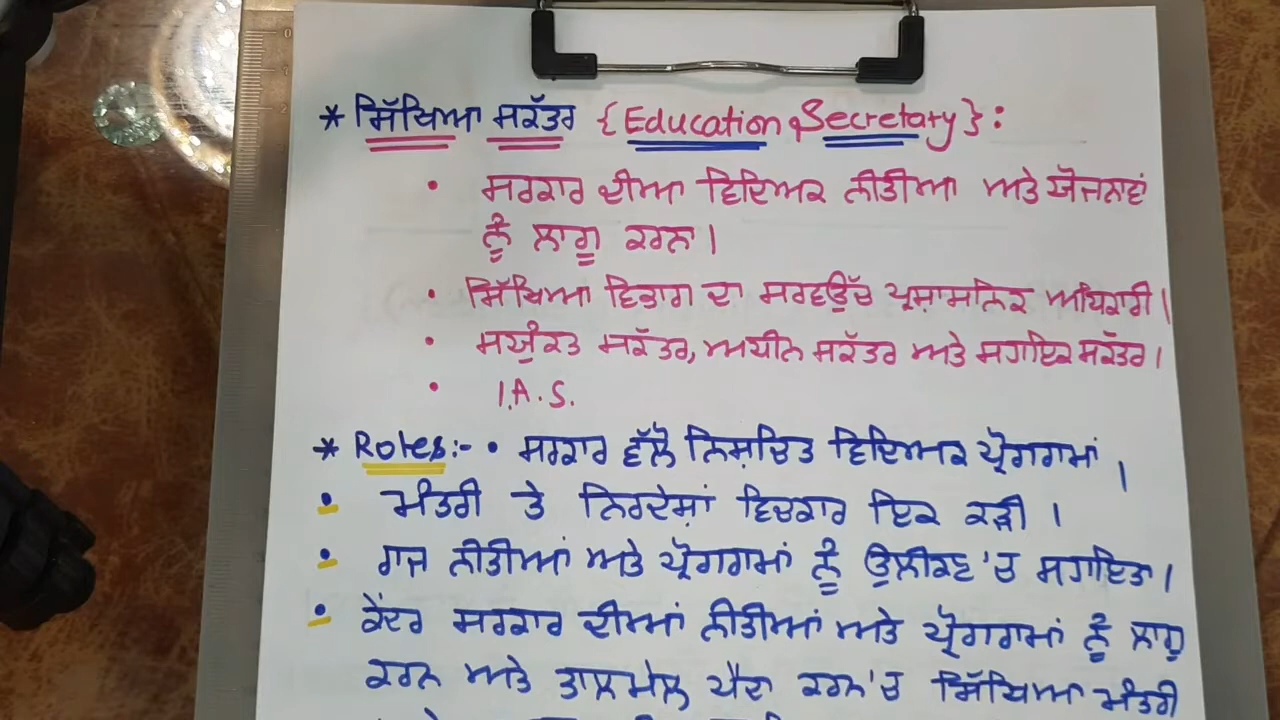 * ਸਿੱਖਿਆ ਸਕੱਤਰ {Education Secretary}:
• ਸਰਕਾਰ ਦੀਆ ਵਿਦਿਅਕ ਨੀਤੀਆ ਅਤੇ ਯੋਜਨਾਵਾਂ
ਨੂੰ ਲਾਗੂ ਕਰਨਾ।
• ਸਿੱਖਿਆ ਵਿਭਾਗ ਦਾ ਸਰਵਉੱਚ ਪ੍ਰਸ਼ਾਸਨਿਕ ਅਧਿਕਾਰੀ।
• ਸਯੁੰਕਤ ਸਕੱਤਰ, ਅਧੀਨ ਸਕੱਤਰ ਅਤੇ ਸਹਾਇਕ ਸਕੱਤਰ।
• I.A.S.
* Roles:- • ਸਰਕਾਰ ਵੱਲੋਂ ਨਿਸ਼ਚਿਤ ਵਿਦਿਅਕ ਪ੍ਰੋਗਰਾਮਾਂ।
• ਮੰਤਰੀ ਤੇ ਨਿਰਦੇਸ਼ਾਂ ਵਿਚਕਾਰ ਇਕ ਕੜੀ।
• ਰਾਜ ਨੀਤੀਆਂ ਅਤੇ ਪ੍ਰੋਗਰਾਮਾਂ ਨੂੰ ਉਲੀਕਣ 'ਚ ਸਹਾਇਤਾ।
• ਕੇਂਦਰ ਸਰਕਾਰ ਦੀਆਂ ਨੀਤੀਆਂ ਅਤੇ ਪ੍ਰੋਗਰਾਮਾਂ ਨੂੰ ਲਾਗੂ
ਕਰਨ ਅਤੇ ਤਾਲਮੇਲ ਪੈਦਾ ਕਰਨ'ਚ ਸਿੱਖਿਆ ਮੰਤਰੀ